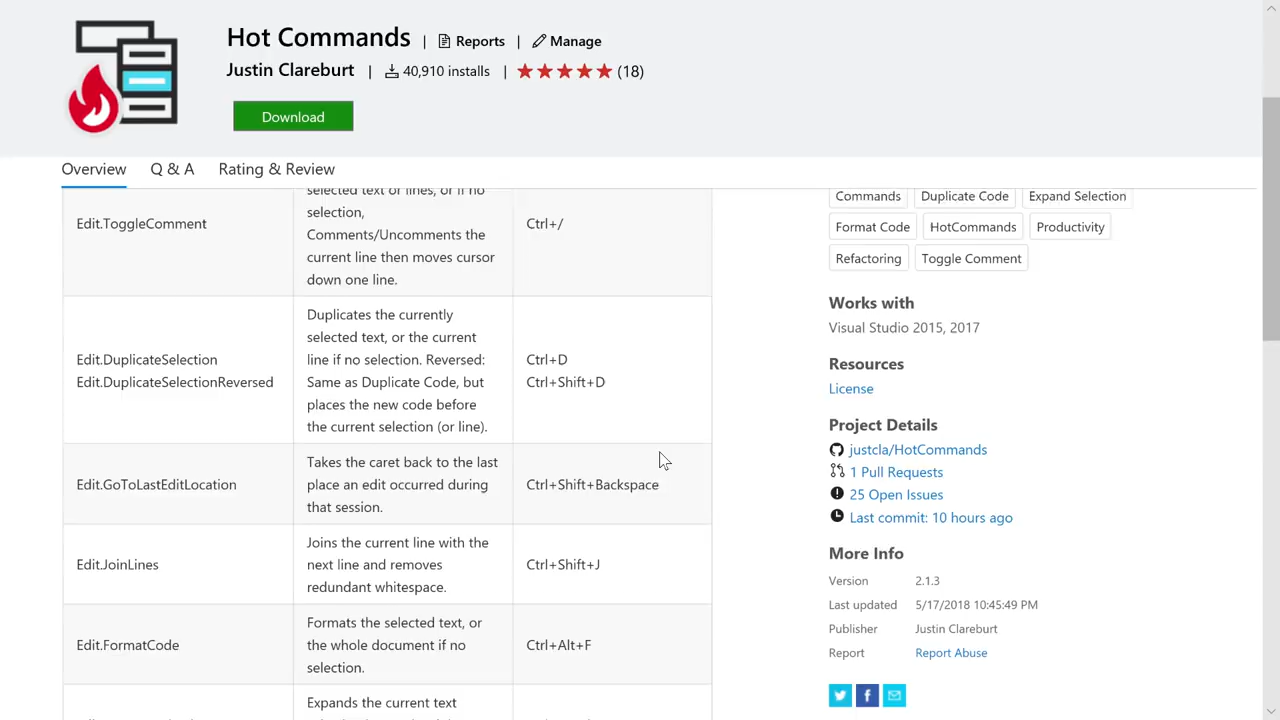 Hot Commands | Reports | Manage
Justin Clareburt | 40,910 installs | (18)
Download
Overview Q & A Rating & Review
selected text or lines, or if no
selection,
Edit.ToggleComment
Comments/Uncomments the
current line then moves cursor
down one line.
Ctrl+/
Duplicates the currently
selected text, or the current
line if no selection. Reversed:
Same as Duplicate Code, but
places the new code before
the current selection (or line).
Edit.DuplicateSelection
Edit.DuplicateSelectionReversed
Ctrl+D
Ctrl+Shift+D
Edit.GoToLastEditLocation
Takes the caret back to the last
place an edit occurred during
that session.
Ctrl+Shift+Backspace
Edit.JoinLines
Joins the current line with the
next line and removes
redundant whitespace.
Ctrl+Shift+J
Edit.FormatCode
Formats the selected text, or
the whole document if no
selection.
Ctrl+Alt+F
Expands the current text
Commands Duplicate Code Expand Selection
Format Code HotCommands Productivity
Refactoring Toggle Comment
Works with
Visual Studio 2015, 2017
Resources
License
Project Details
justcla/HotCommands
1 Pull Requests
25 Open Issues
Last commit: 10 hours ago
More Info
Version 2.1.3
Last updated 5/17/2018 10:45:49 PM
Publisher Justin Clareburt
Report Report Abuse